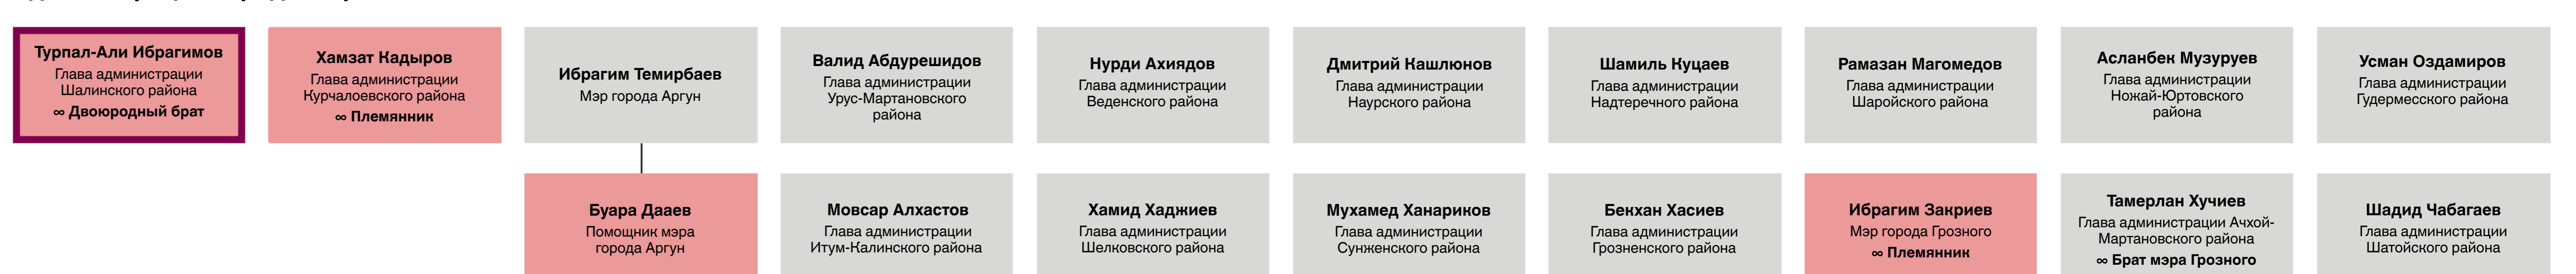 Турпал-Али Ибрагимов
Глава администрации
Шалинского района
∞ Двоюродный брат
Хамзат Кадыров
Глава администрации
Курчалоевского района
∞ Племянник
Ибрагим Темирбаев
Мэр города Аргун
Валид Абдурешидов
Глава администрации
Урус-Мартановского
района
Нурди Ахиядов
Глава администрации
Веденского района
Дмитрий Кашлюнов
Глава администрации
Наурского района
Шамиль Куцаев
Глава администрации
Надтеречного района
Рамазан Магомедов
Глава администрации
Шаройского района
Асланбек Музуруев
Глава администрации
Ножай-Юртовского
района
Усман Оздамиров
Глава администрации
Гудермесского района
Буара Дааев
Помощник мэра
города Аргун
Мовсар Алхастов
Глава администрации
Итум-Калинского района
Хамид Хаджиев
Глава администрации
Шелковского района
Мухамед Ханариков
Глава администрации
Сунженского района
Бекхан Хасиев
Глава администрации
Грозненского района
Ибрагим Закриев
Мэр города Грозного
∞ Племянник
Тамерлан Хучиев
Глава администрации Ачхой-
Мартановского района
∞ Брат мэра Грозного
Шадид Чабагаев
Глава администрации
Шатойского района